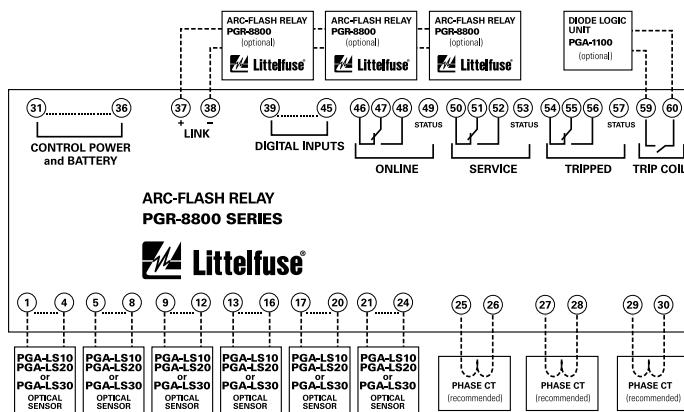 ARC-FLASH RELAY
PGR-8800
(optional)
Littelfuse
ARC-FLASH RELAY
PGR-8800
(optional)
Littelfuse
ARC-FLASH RELAY
PGR-8800
(optional)
Littelfuse
DIODE LOGIC
UNIT
PGA-1100
(optional)
31 36 37 38 39 45 46 47 48 49 50 51 52 53 54 55 56 57 59 60
+ –
LINK
STATUS STATUS STATUS
CONTROL POWER
and BATTERY
DIGITAL INPUTS
ONLINE SERVICE TRIPPED TRIP COIL
ARC-FLASH RELAY
PGR-8800 SERIES
Littelfuse®
1 4 5 8 9 12 13 16 17 20 21 24 25 26 27 28 29 30
PGA-LS10
PGA-LS20
or
PGA-LS30
OPTICAL
SENSOR
PGA-LS10
PGA-LS20
or
PGA-LS30
OPTICAL
SENSOR
PGA-LS10
PGA-LS20
or
PGA-LS30
OPTICAL
SENSOR
PGA-LS10
PGA-LS20
or
PGA-LS30
OPTICAL
SENSOR
PGA-LS10
PGA-LS20
or
PGA-LS30
OPTICAL
SENSOR
PGA-LS10
PGA-LS20
or
PGA-LS30
OPTICAL
SENSOR
PHASE CT
(recommended)
PHASE CT
(recommended)
PHASE CT
(recommended)